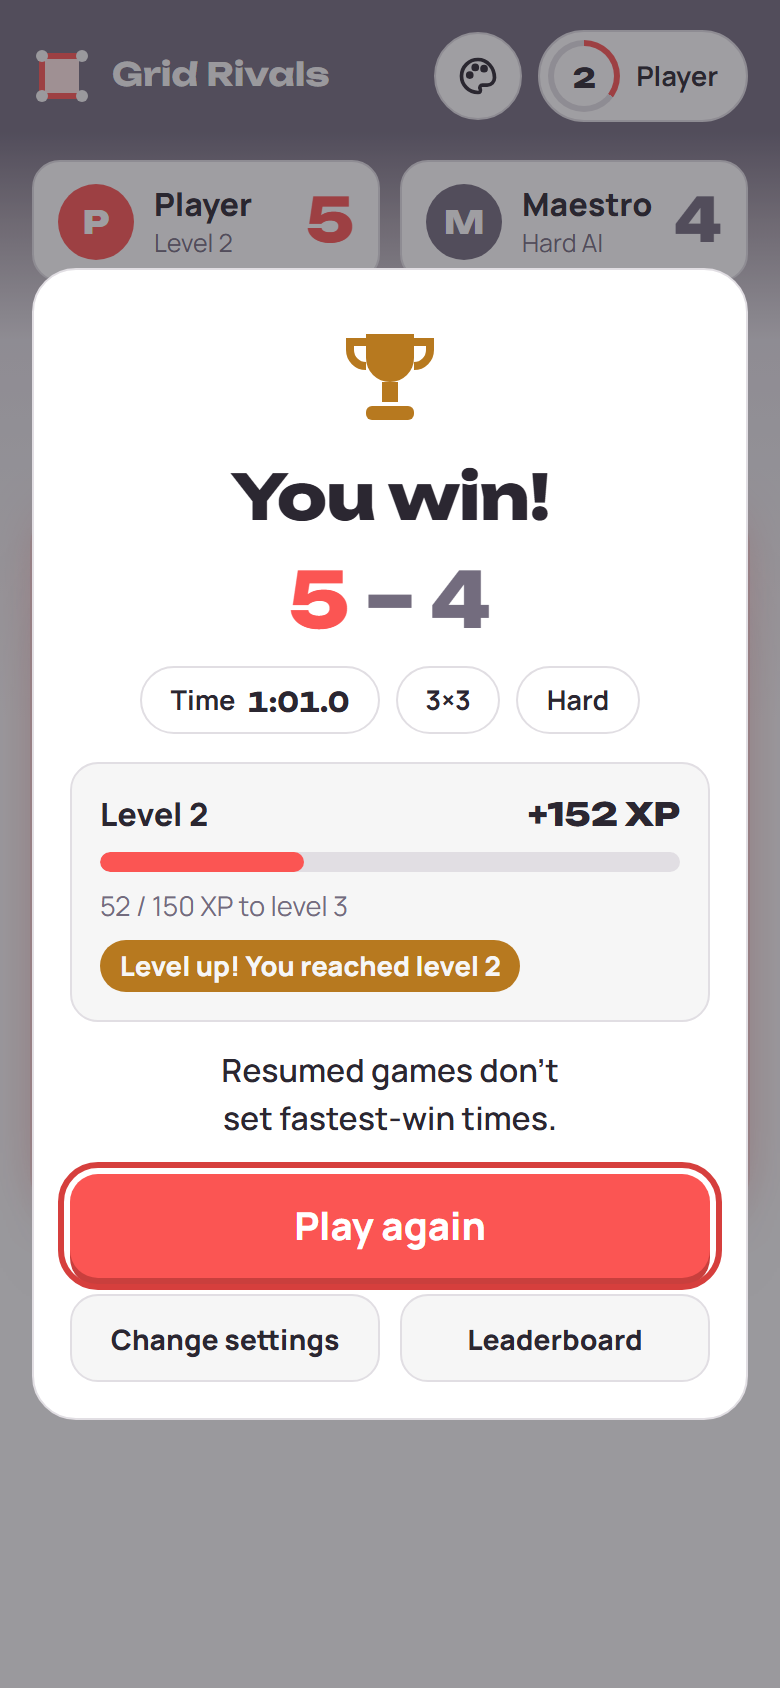 Grid Rivals
2 Player
P Player 5
Level 2
M Maestro 4
Hard AI
You win!
5 – 4
Time 1:01.0
3×3
Hard
Level 2 +152 XP
52 / 150 XP to level 3
Level up! You reached level 2
Resumed games don’t
set fastest-win times.
Play again
Change settings
Leaderboard